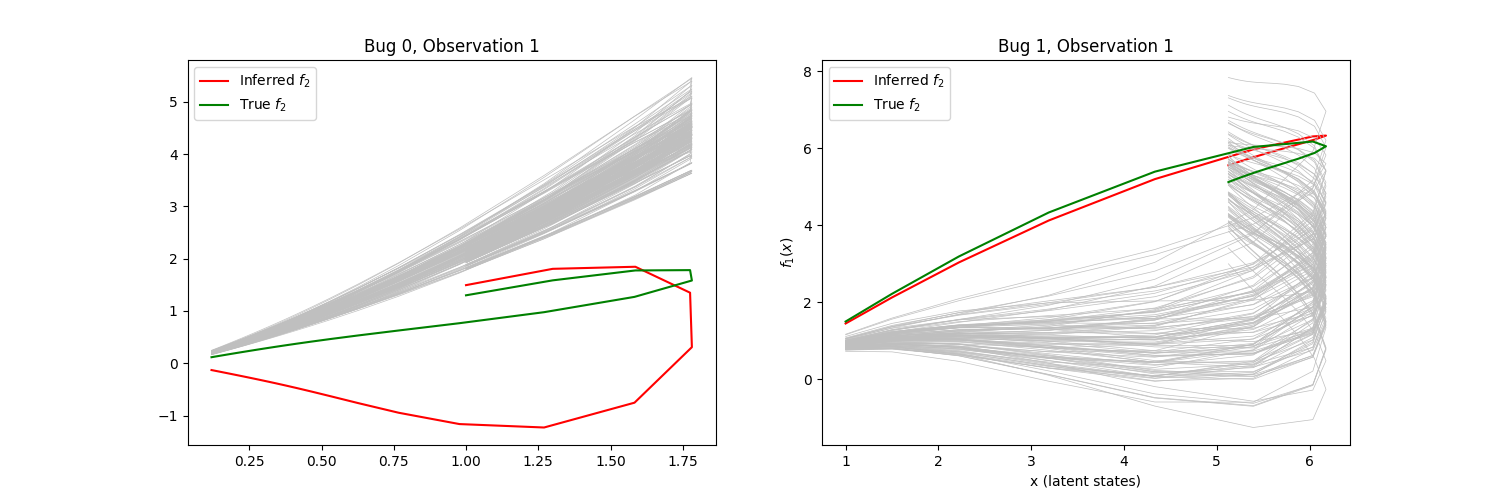 Bug 0, Observation 1
Inferred f₂
True f₂
5
4
3
2
1
0
−1
0.25 0.50 0.75 1.00 1.25 1.50 1.75
Bug 1, Observation 1
Inferred f₂
True f₂
8
6
4
2
0
f₁(x)
1 2 3 4 5 6
x (latent states)